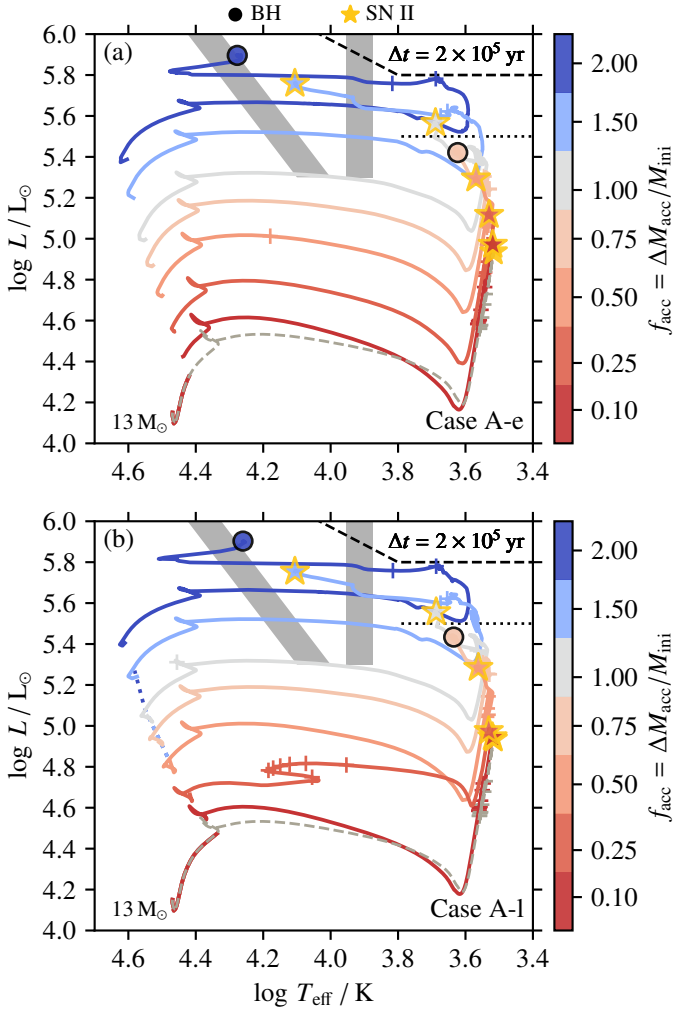 BH SN II
(a)
Δt = 2 × 10⁵ yr
log L / L⊙
6.0
5.8
5.6
5.4
5.2
5.0
4.8
4.6
4.4
4.2
4.0
13 M⊙
Case A-e
4.6 4.4 4.2 4.0 3.8 3.6 3.4
2.00
1.50
1.00
0.75
0.50
0.25
0.10
f_acc = ΔM_acc/M_ini
(b)
Δt = 2 × 10⁵ yr
log L / L⊙
6.0
5.8
5.6
5.4
5.2
5.0
4.8
4.6
4.4
4.2
4.0
13 M⊙
Case A-l
4.6 4.4 4.2 4.0 3.8 3.6 3.4
log T_eff / K
2.00
1.50
1.00
0.75
0.50
0.25
0.10
f_acc = ΔM_acc/M_ini